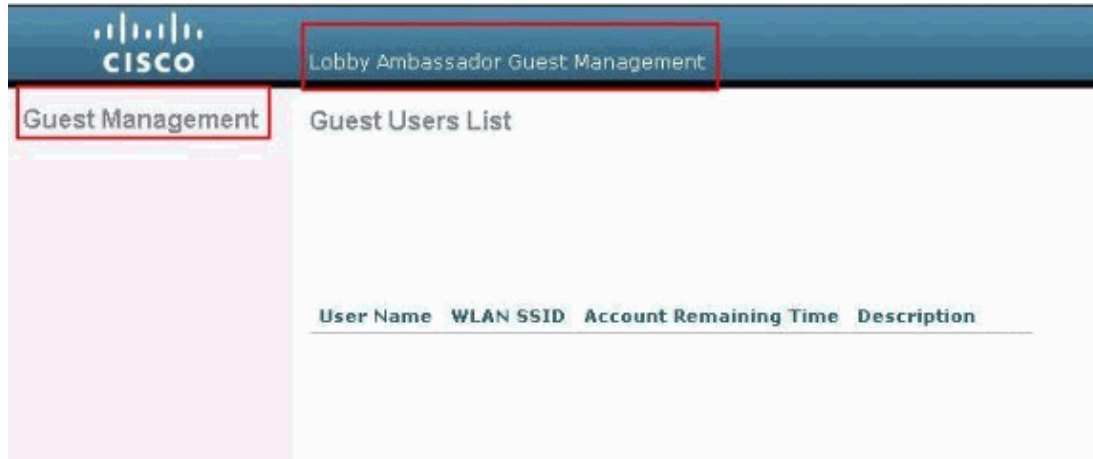 CISCO
Lobby Ambassador Guest Management
Guest Management
Guest Users List
User Name WLAN SSID Account Remaining Time Description